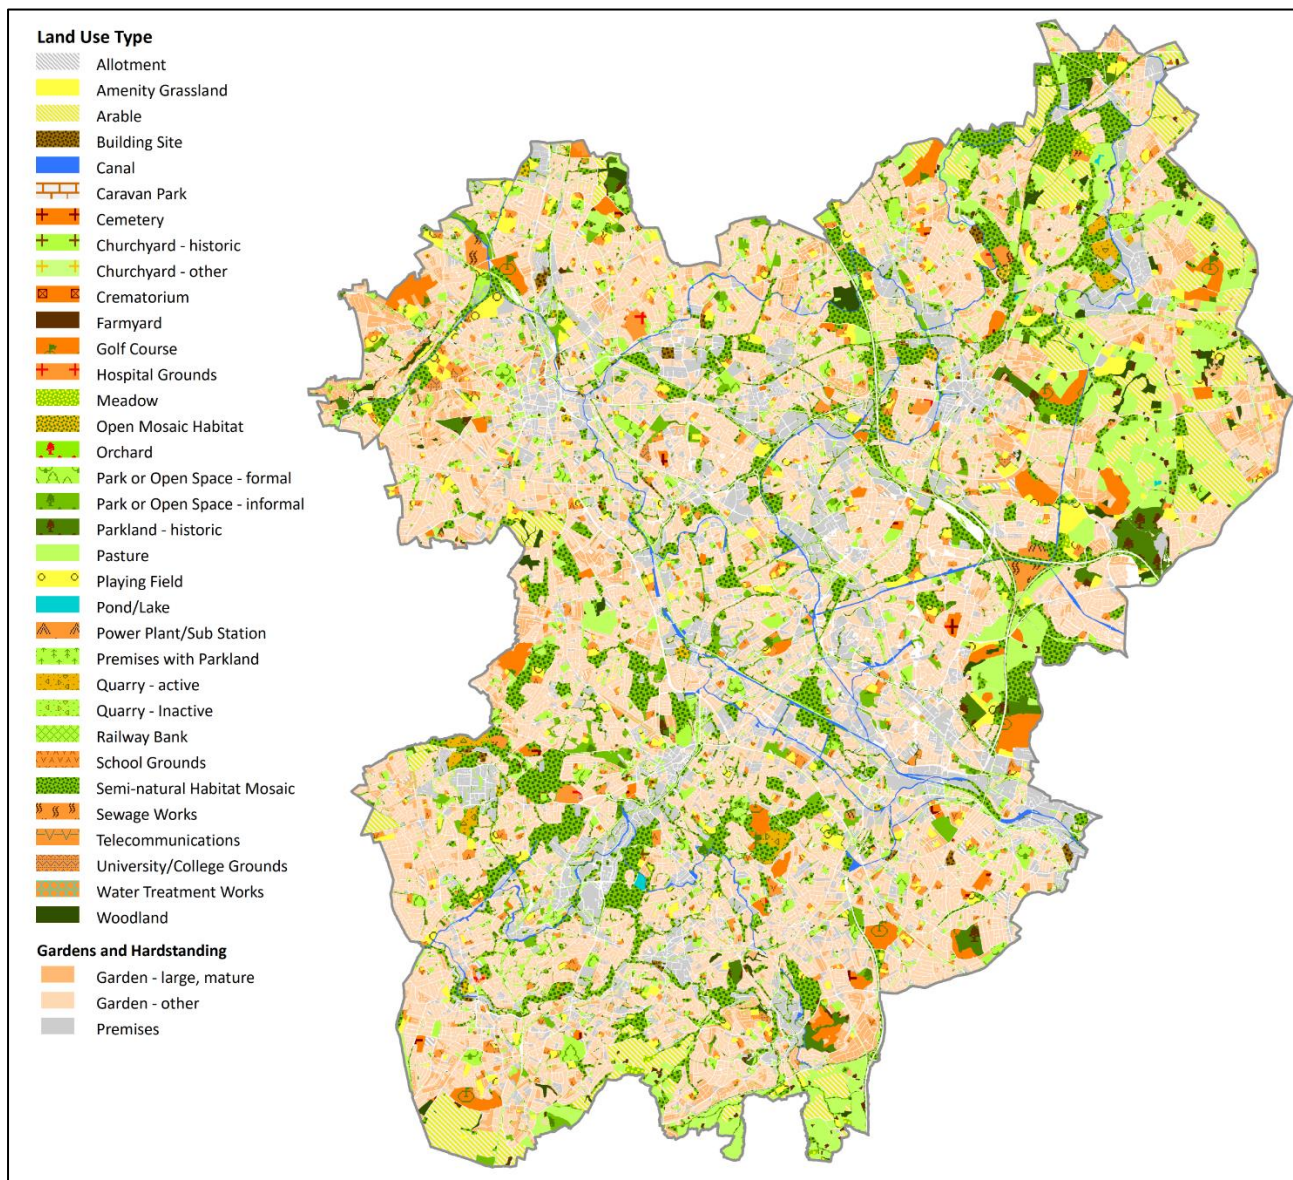 Land Use Type
Allotment
Amenity Grassland
Arable
Building Site
Canal
Caravan Park
Cemetery
Churchyard - historic
Churchyard - other
Crematorium
Farmyard
Golf Course
Hospital Grounds
Meadow
Open Mosaic Habitat
Orchard
Park or Open Space - formal
Park or Open Space - informal
Parkland - historic
Pasture
Playing Field
Pond/Lake
Power Plant/Sub Station
Premises with Parkland
Quarry - active
Quarry - Inactive
Railway Bank
School Grounds
Semi-natural Habitat Mosaic
Sewage Works
Telecommunications
University/College Grounds
Water Treatment Works
Woodland
Gardens and Hardstanding
Garden - large, mature
Garden - other
Premises